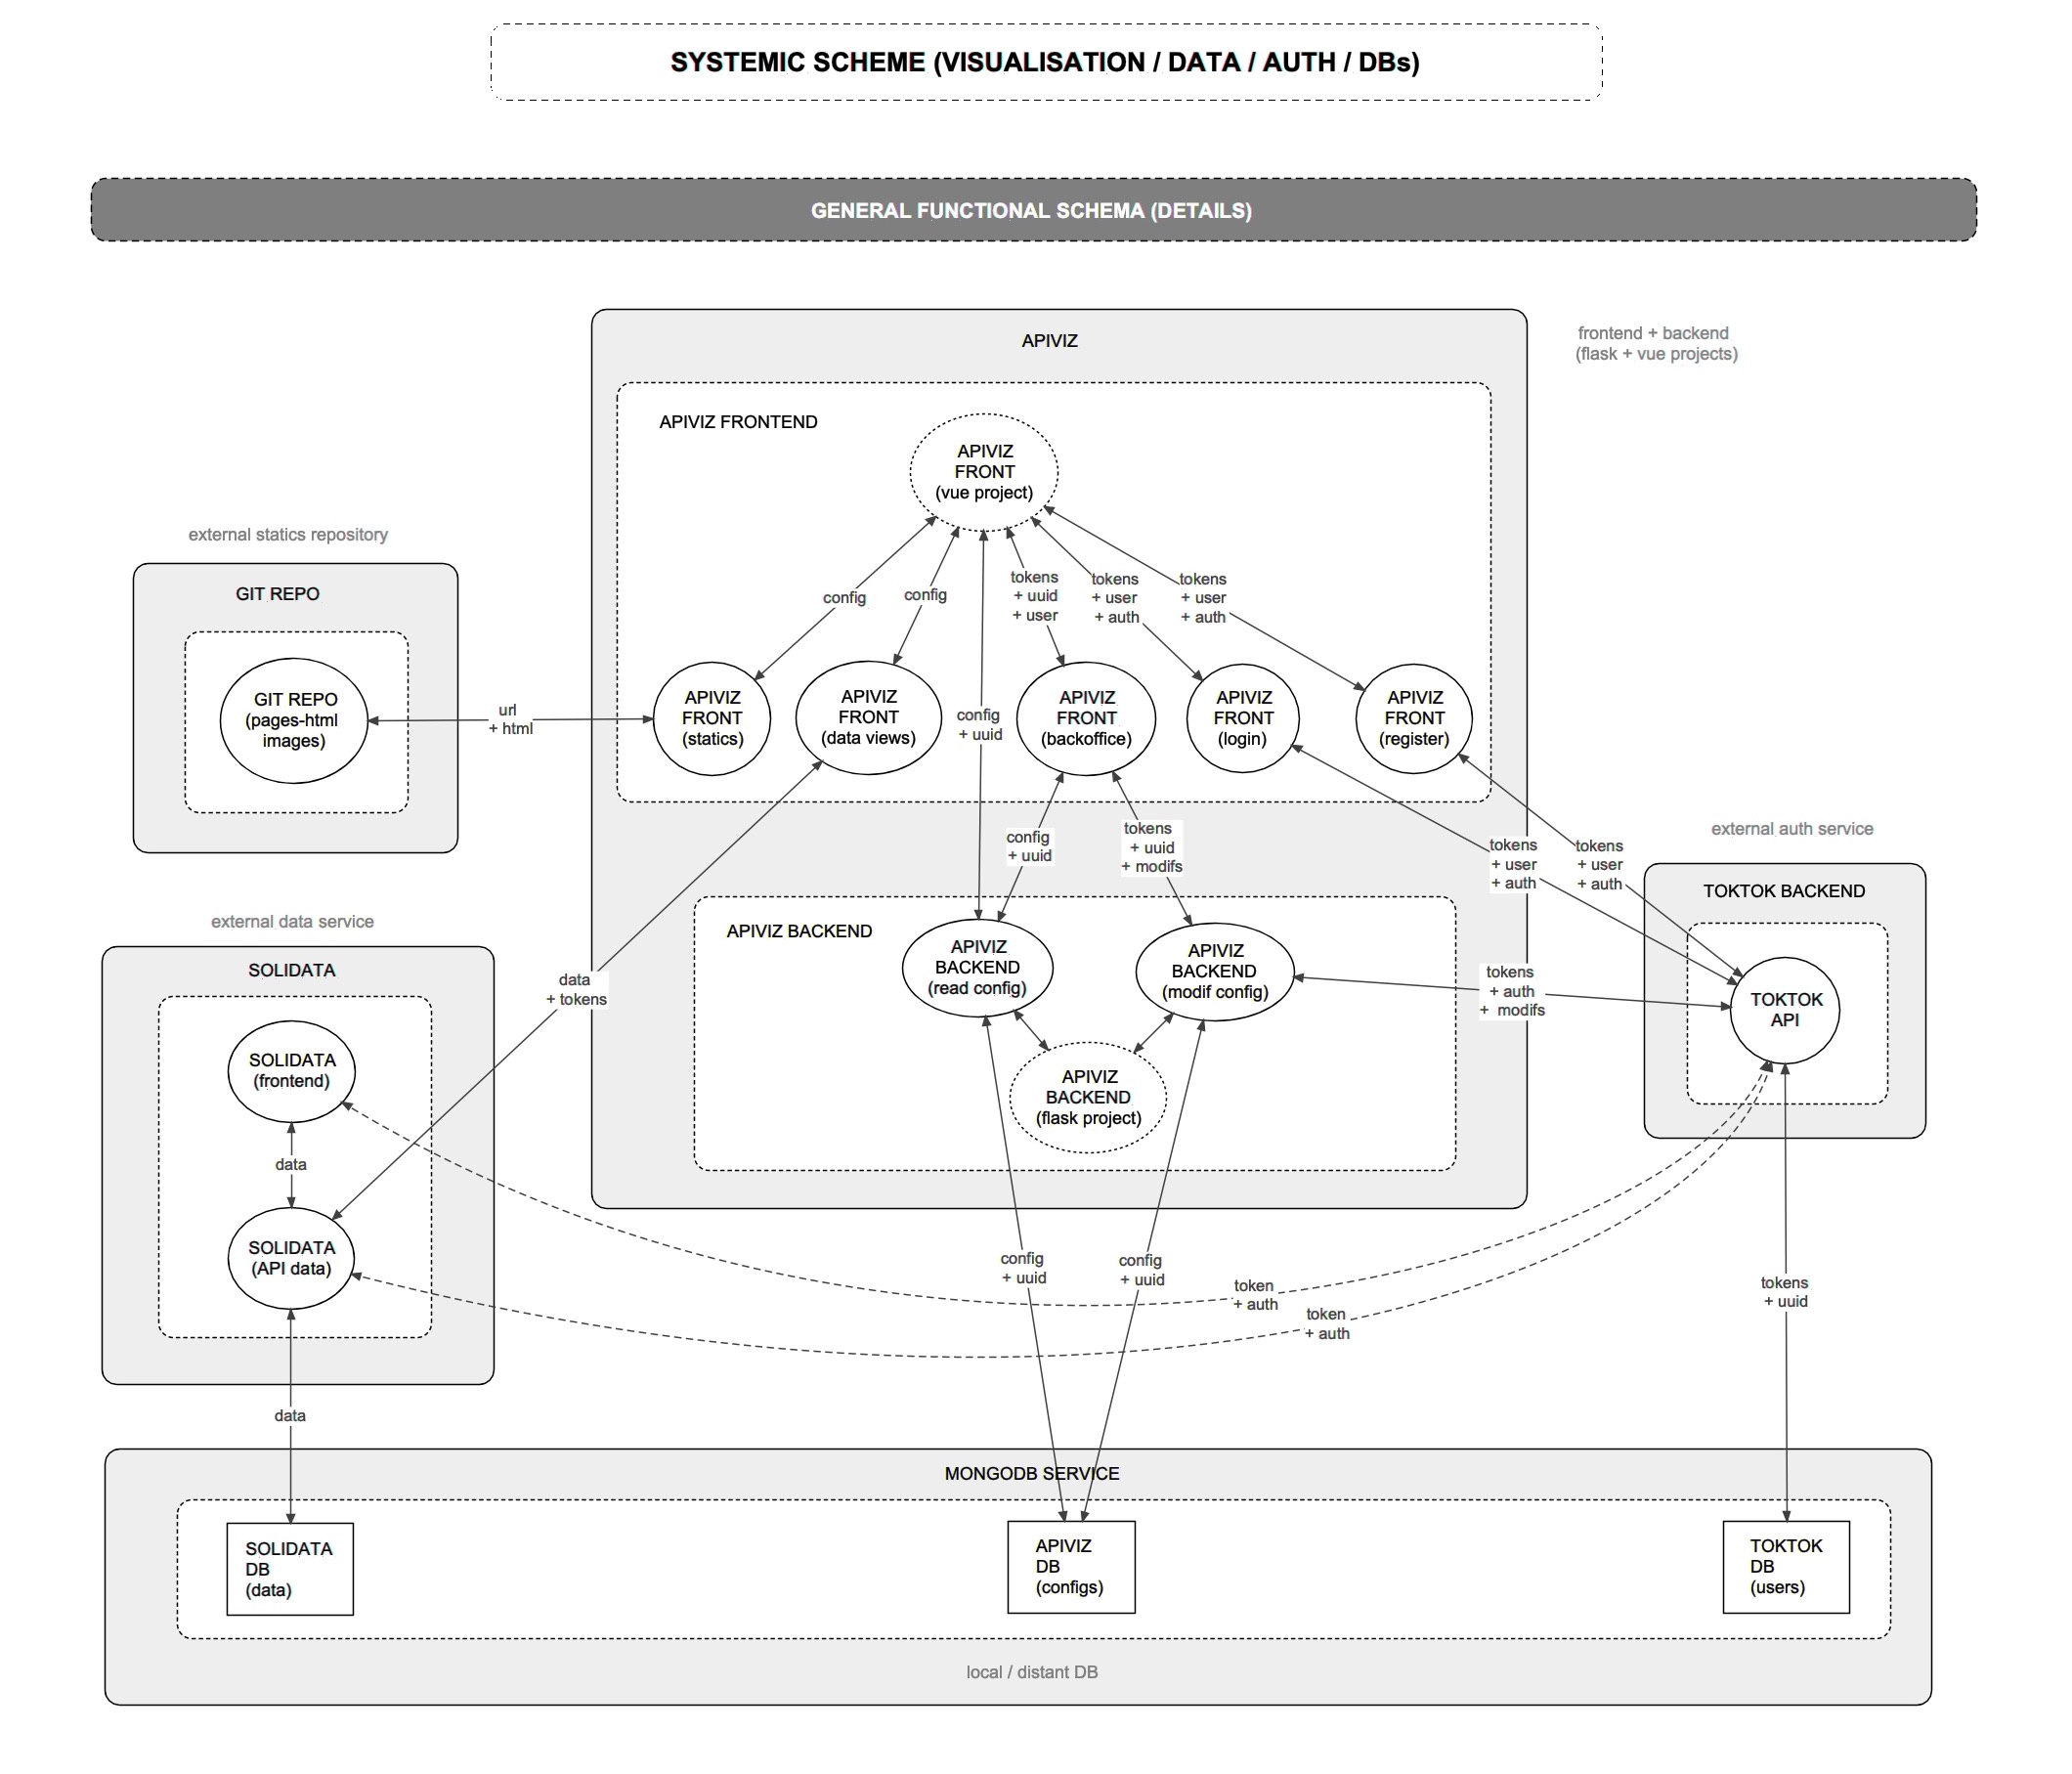 SYSTEMIC SCHEME (VISUALISATION / DATA / AUTH / DBs)
GENERAL FUNCTIONAL SCHEMA (DETAILS)
APIVIZ
frontend + backend
(flask + vue projects)
APIVIZ FRONTEND
APIVIZ
FRONT
(vue project)
config
config
tokens
+ uuid
+ user
tokens
+ user
+ auth
tokens
+ user
+ auth
external statics repository
GIT REPO
GIT REPO
(pages-html
images)
url
+ html
APIVIZ
FRONT
(statics)
APIVIZ
FRONT
(data views)
config
+ uuid
APIVIZ
FRONT
(backoffice)
APIVIZ
FRONT
(login)
APIVIZ
FRONT
(register)
config
+ uuid
tokens
+ uuid
+ modifs
tokens
+ user
+ auth
tokens
+ user
+ auth
external auth service
TOKTOK BACKEND
TOKTOK
API
APIVIZ BACKEND
APIVIZ
BACKEND
(read config)
APIVIZ
BACKEND
(modif config)
tokens
+ auth
+ modifs
APIVIZ
BACKEND
(flask project)
external data service
SOLIDATA
data
+ tokens
SOLIDATA
(frontend)
data
SOLIDATA
(API data)
config
+ uuid
config
+ uuid
token
+ auth
token
+ auth
tokens
+ uuid
data
MONGODB SERVICE
SOLIDATA
DB
(data)
APIVIZ
DB
(configs)
TOKTOK
DB
(users)
local / distant DB